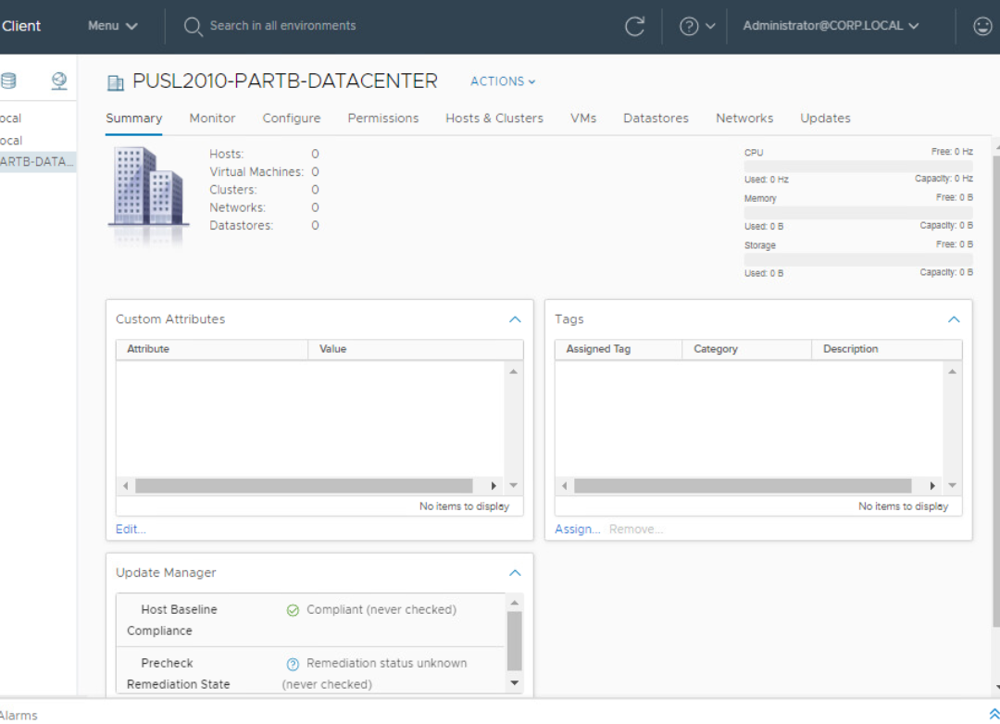 Client Menu Search in all environments Administrator@CORP.LOCAL
PUSL2010-PARTB-DATACENTER ACTIONS
ocal
ocal
ARTB-DATA...
Summary Monitor Configure Permissions Hosts & Clusters VMs Datastores Networks Updates
Hosts: 0
Virtual Machines: 0
Clusters: 0
Networks: 0
Datastores: 0
CPU Free: 0 Hz
Used: 0 Hz Capacity: 0 Hz
Memory Free: 0 B
Used: 0 B Capacity: 0 B
Storage Free: 0 B
Used: 0 B Capacity: 0 B
Custom Attributes
Attribute Value
No items to display
Edit...
Tags
Assigned Tag Category Description
No items to display
Assign... Remove...
Update Manager
Host Baseline Compliant (never checked)
Compliance
Precheck Remediation status unknown
Remediation State (never checked)
Alarms